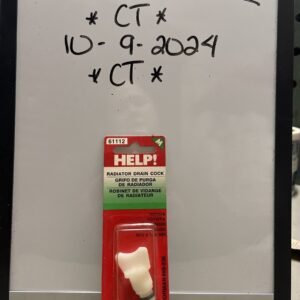 * CT *
10-9-2024
* CT *
61112
HELP!
RADIATOR DRAIN COCK
GRIFO DE PURGA
DE RADIADOR
ROBINET DE VIDANGE
DE RADIATEUR